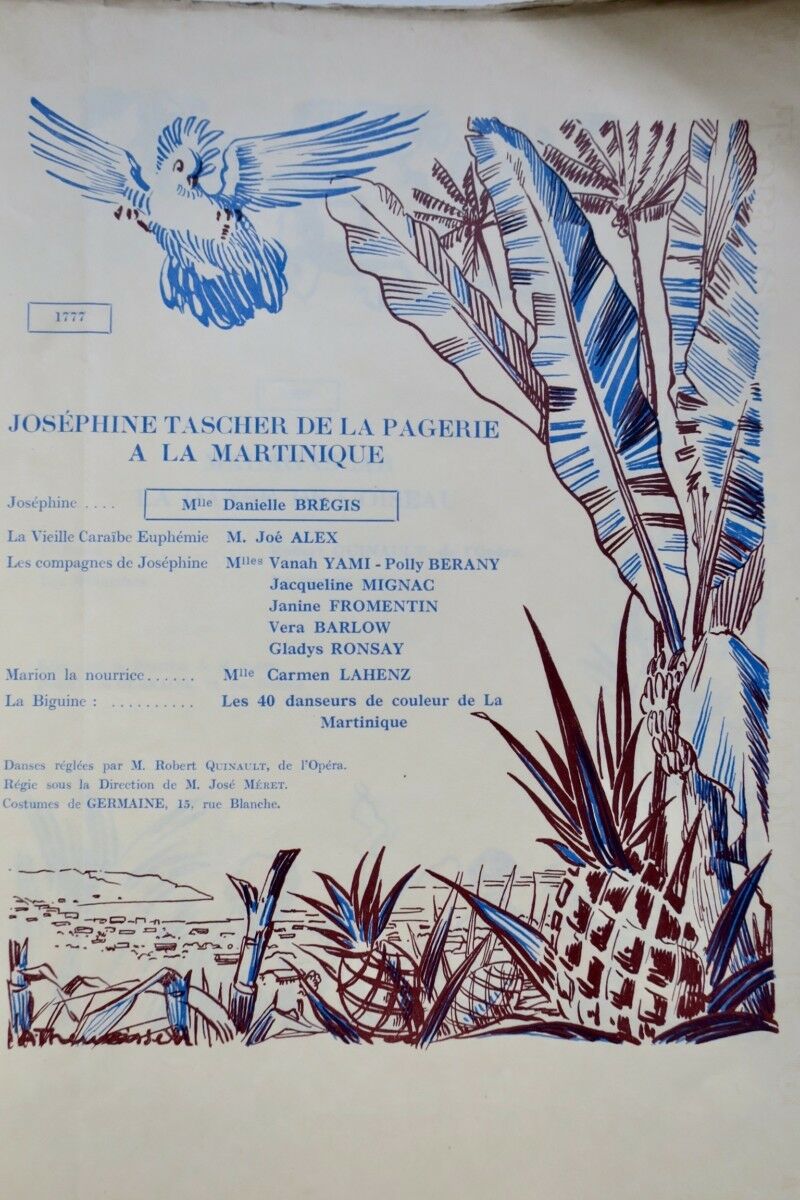 1777
JOSÉPHINE TASCHER DE LA PAGERIE
A LA MARTINIQUE
Joséphine .... Mlle Danielle BRÉGIS
La Vieille Caraïbe Euphémie M. Joé ALEX
Les compagnes de Joséphine Mlles Vanah YAMI - Polly BERANY
Jacqueline MIGNAC
Janine FROMENTIN
Vera BARLOW
Gladys RONSAY
Marion la nourrice...... Mlle Carmen LAHENZ
La Biguine : .......... Les 40 danseurs de couleur de La
Martinique
Danses réglées par M. Robert QUINAULT, de l'Opéra.
Régie sous la Direction de M. José MÉRET.
Costumes de GERMAINE, 15, rue Blanche.